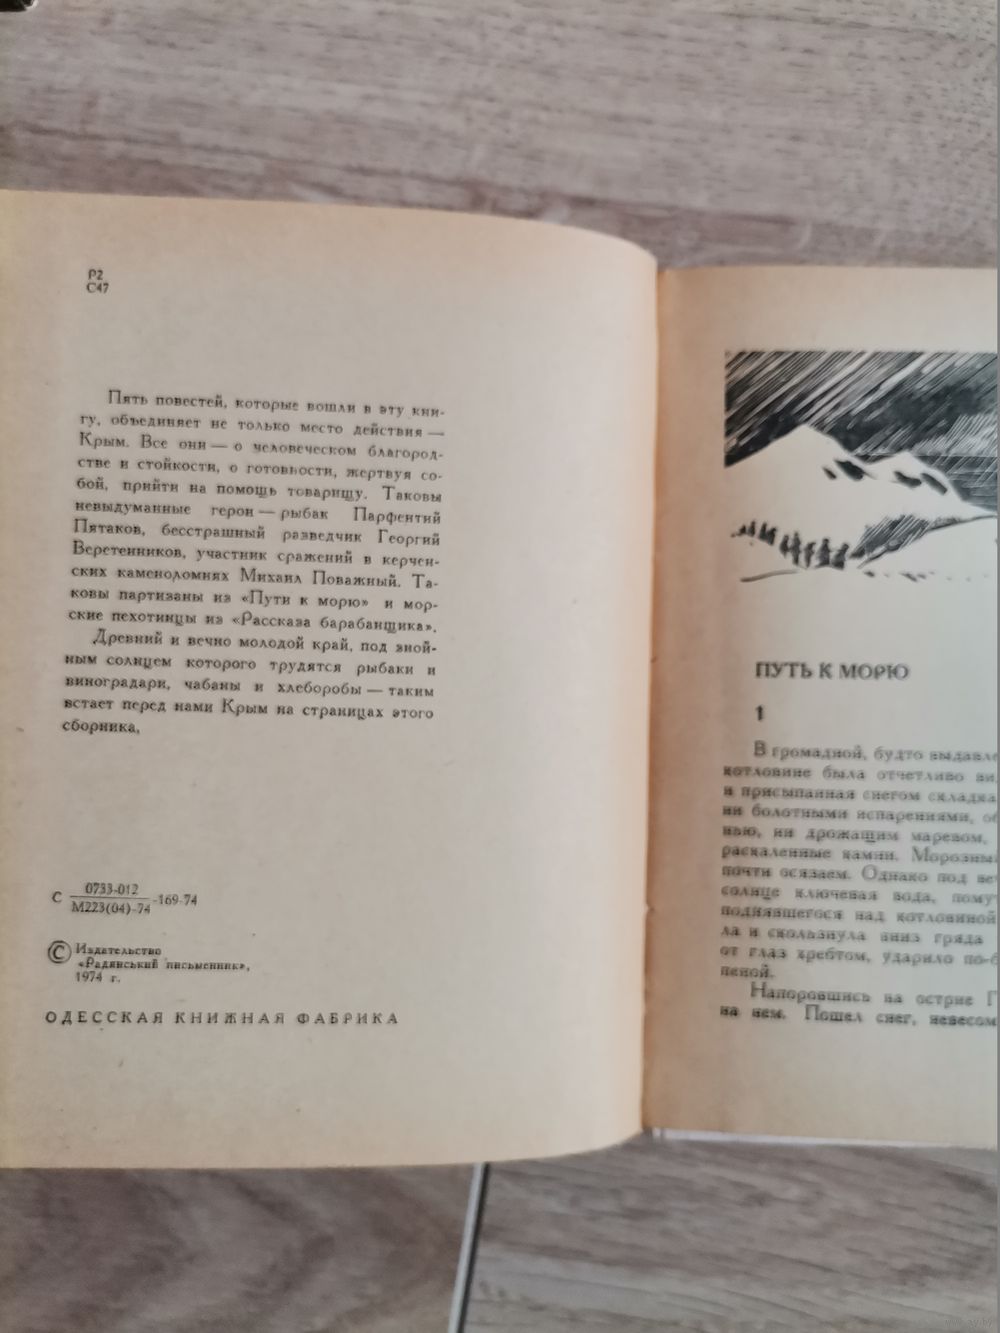 Р2
С47
Пять повестей, которые вошли в эту кни-
гу, объединяет не только место действия —
Крым. Все они — о человеческом благород-
стве и стойкости, о готовности, жертвуя со-
бой, прийти на помощь товарищу. Таковы
невыдуманные герои — рыбак Парфентий
Пятаков, бесстрашный разведчик Георгий
Веретенников, участник сражений в керчен-
ских каменоломнях Михаил Поважный. Та-
ковы партизаны из «Пути к морю» и мор-
ские пехотинцы из «Рассказа барабанщика».
Древний и вечно молодой край, под зной-
ным солнцем которого трудятся рыбаки и
виноградари, чабаны и хлеборобы — таким
встает перед нами Крым на страницах этого
сборника.
С 0733-012
М223(04)-74 -169-74
© Издательство
«Радянський письменник»,
1974 г.
ОДЕССКАЯ КНИЖНАЯ ФАБРИКА
ПУТЬ К МОРЮ
1
В громадной, будто выдавле
котловине была отчетливо ви
и присыпанная снегом складка
ни болотными испарениями, об
нью, ни дрожащим маревом,
раскаленные камни. Морозны
почти осязаем. Однако под ве
солнце ключевая вода, пому
поднявшегося над котловиной
ла и скользнула вниз гряда
от глаз хребтом, ударило по-б
пеной.
Напоровшись на острие Г
на нем. Пошел снег, невесом